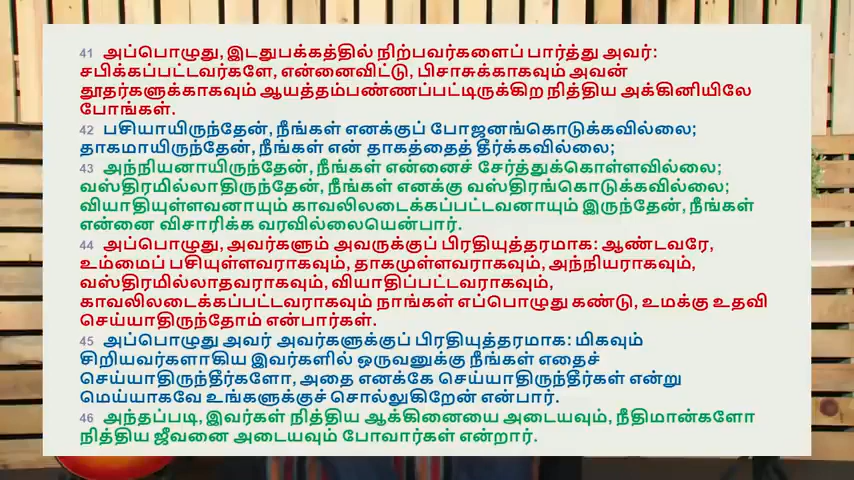 41 அப்பொழுது, இடதுபக்கத்தில் நிற்பவர்களைப் பார்த்து அவர்:
சபிக்கப்பட்டவர்களே, என்னைவிட்டு, பிசாசுக்காகவும் அவன்
தூதர்களுக்காகவும் ஆயத்தம்பண்ணப்பட்டிருக்கிற நித்திய அக்கினியிலே
போங்கள்.
42 பசியாயிருந்தேன், நீங்கள் எனக்குப் போஜனங்கொடுக்கவில்லை;
தாகமாயிருந்தேன், நீங்கள் என் தாகத்தைத் தீர்க்கவில்லை;
43 அந்நியனாயிருந்தேன், நீங்கள் என்னைச் சேர்த்துக்கொள்ளவில்லை;
வஸ்திரமில்லாதிருந்தேன், நீங்கள் எனக்கு வஸ்திரங்கொடுக்கவில்லை;
வியாதியுள்ளவனாயும் காவலிலடைக்கப்பட்டவனாயும் இருந்தேன், நீங்கள்
என்னை விசாரிக்க வரவில்லையென்பார்.
44 அப்பொழுது, அவர்களும் அவருக்குப் பிரதியுத்தரமாக: ஆண்டவரே,
உம்மைப் பசியுள்ளவராகவும், தாகமுள்ளவராகவும், அந்நியராகவும்,
வஸ்திரமில்லாதவராகவும், வியாதிப்பட்டவராகவும்,
காவலிலடைக்கப்பட்டவராகவும் நாங்கள் எப்பொழுது கண்டு, உமக்கு உதவி
செய்யாதிருந்தோம் என்பார்கள்.
45 அப்பொழுது அவர் அவர்களுக்குப் பிரதியுத்தரமாக: மிகவும்
சிறியவர்களாகிய இவர்களில் ஒருவனுக்கு நீங்கள் எதைச்
செய்யாதிருந்தீர்களோ, அதை எனக்கே செய்யாதிருந்தீர்கள் என்று
மெய்யாகவே உங்களுக்குச் சொல்லுகிறேன் என்பார்.
46 அந்தப்படி, இவர்கள் நித்திய ஆக்கினையை அடையவும், நீதிமான்களோ
நித்திய ஜீவனை அடையவும் போவார்கள் என்றார்.